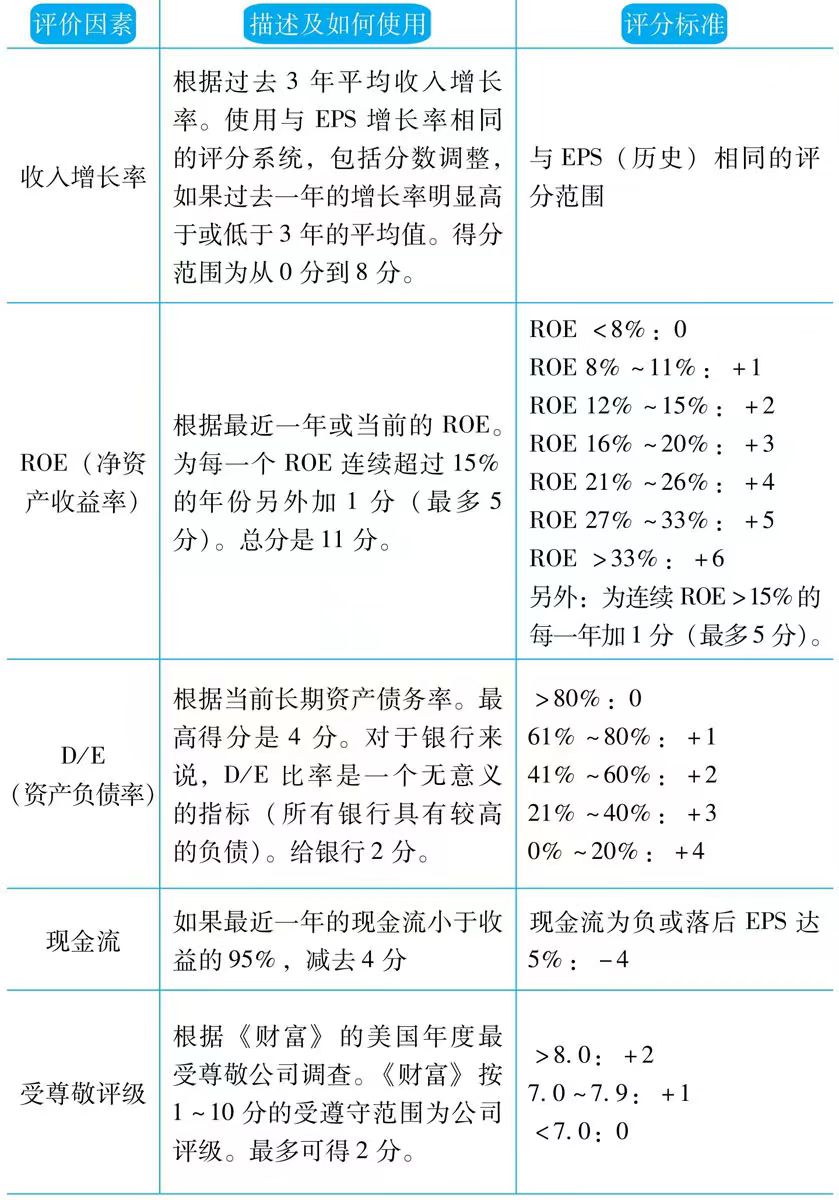 评价因素
描述及如何使用
评分标准
收入增长率
根据过去 3 年平均收入增长
率。使用与 EPS 增长率相同
的评分系统，包括分数调整，
如果过去一年的增长率明显高
于或低于 3 年的平均值。得分
范围为从 0 分到 8 分。
与 EPS（历史）相同的评
分范围
ROE（净资
产收益率）
根据最近一年或当前的 ROE。
为每一个 ROE 连续超过 15%
的年份另外加 1 分（最多 5
分）。总分是 11 分。
ROE <8%：0
ROE 8% ~11%：+1
ROE 12% ~15%：+2
ROE 16% ~20%：+3
ROE 21% ~26%：+4
ROE 27% ~33%：+5
ROE >33%：+6
另外：为连续 ROE >15%的
每一年加 1 分（最多 5 分）。
D/E
（资产负债率）
根据当前长期资产债务率。最
高得分是 4 分。对于银行来
说，D/E 比率是一个无意义
的指标（所有银行具有较高
的负债）。给银行 2 分。
>80%：0
61% ~80%：+1
41% ~60%：+2
21% ~40%：+3
0% ~20%：+4
现金流
如果最近一年的现金流小于收
益的 95%，减去 4 分
现金流为负或落后 EPS 达
5%：-4
受尊敬评级
根据《财富》的美国年度最
受尊敬公司调查。《财富》按
1~10 分的受遵守范围为公司
评级。最多可得 2 分。
>8.0：+2
7.0~7.9：+1
<7.0：0